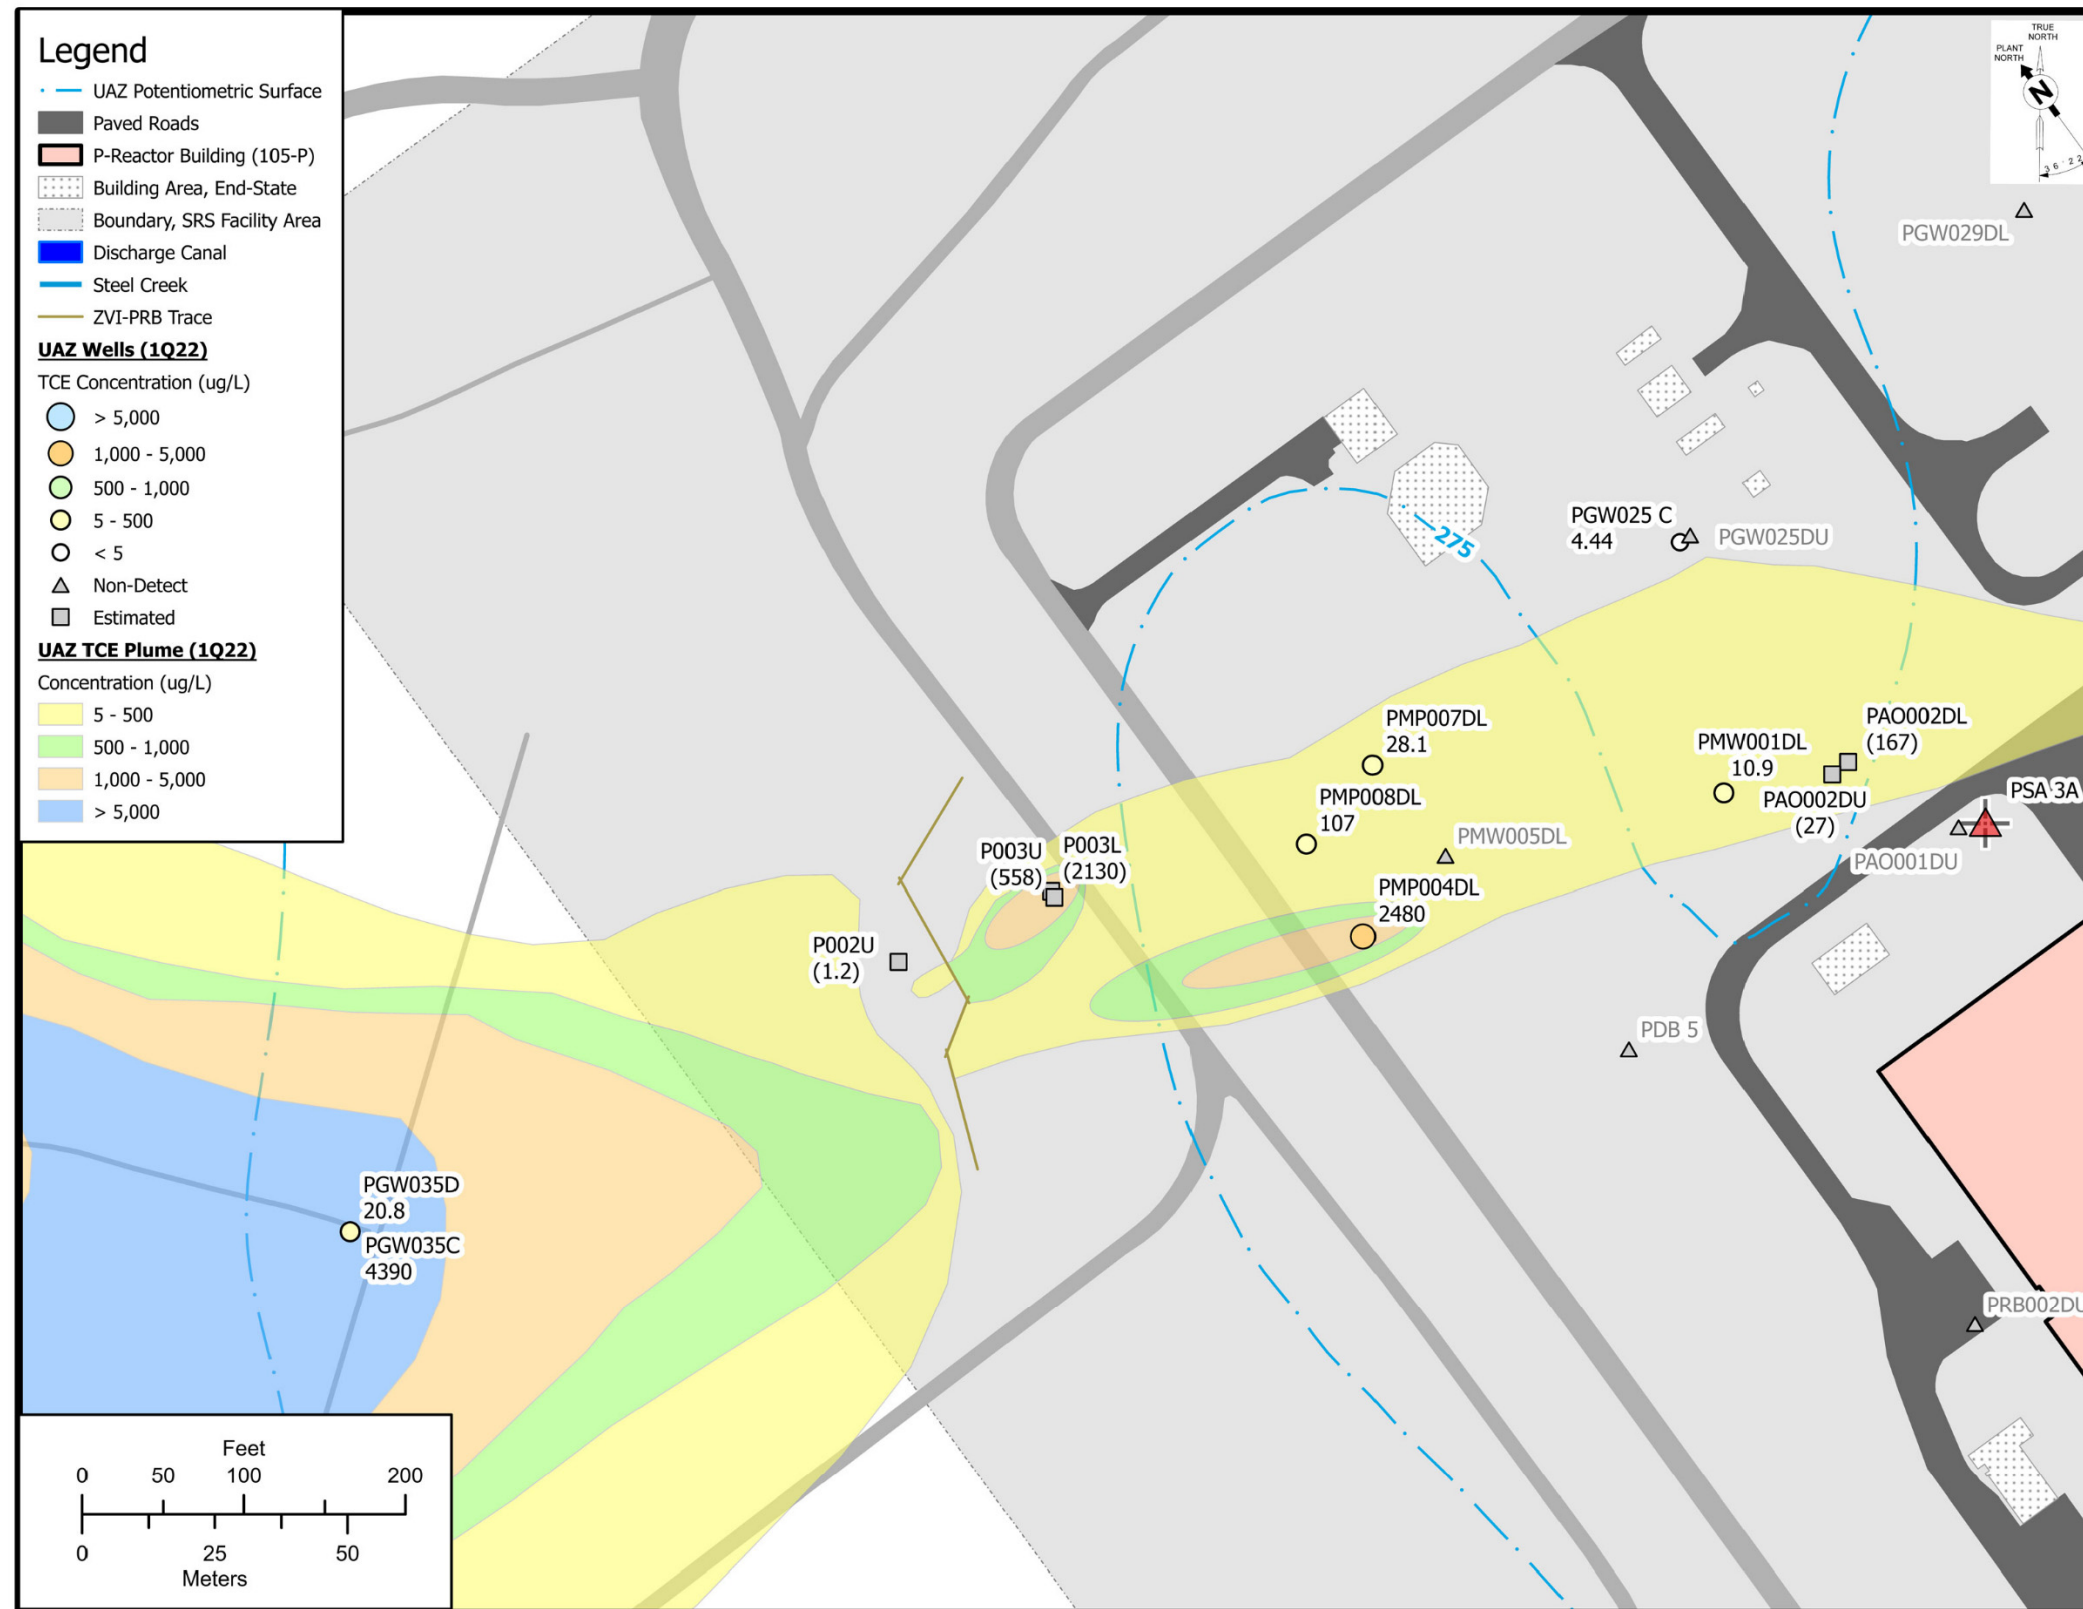 Legend
UAZ Potentiometric Surface
Paved Roads
P-Reactor Building (105-P)
Building Area, End-State
Boundary, SRS Facility Area
Discharge Canal
Steel Creek
ZVI-PRB Trace
UAZ Wells (1Q22)
TCE Concentration (ug/L)
> 5,000
1,000 - 5,000
500 - 1,000
5 - 500
< 5
Non-Detect
Estimated
UAZ TCE Plume (1Q22)
Concentration (ug/L)
5 - 500
500 - 1,000
1,000 - 5,000
> 5,000
TRUE
NORTH
PLANT
NORTH
N
36°22
PGW029DL
PGW025 C
4.44
PGW025DU
275
PMP007DL
28.1
PMP008DL
107
PMW005DL
PMP004DL
2480
PMW001DL
10.9
PAO002DL
(167)
PAO002DU
(27)
PSA 3A
PAO001DU
P003U
(558)
P003L
(2130)
P002U
(1.2)
PDB 5
PGW035D
20.8
PGW035C
4390
PRB002DU
Feet
0 50 100 200
0 25 50
Meters